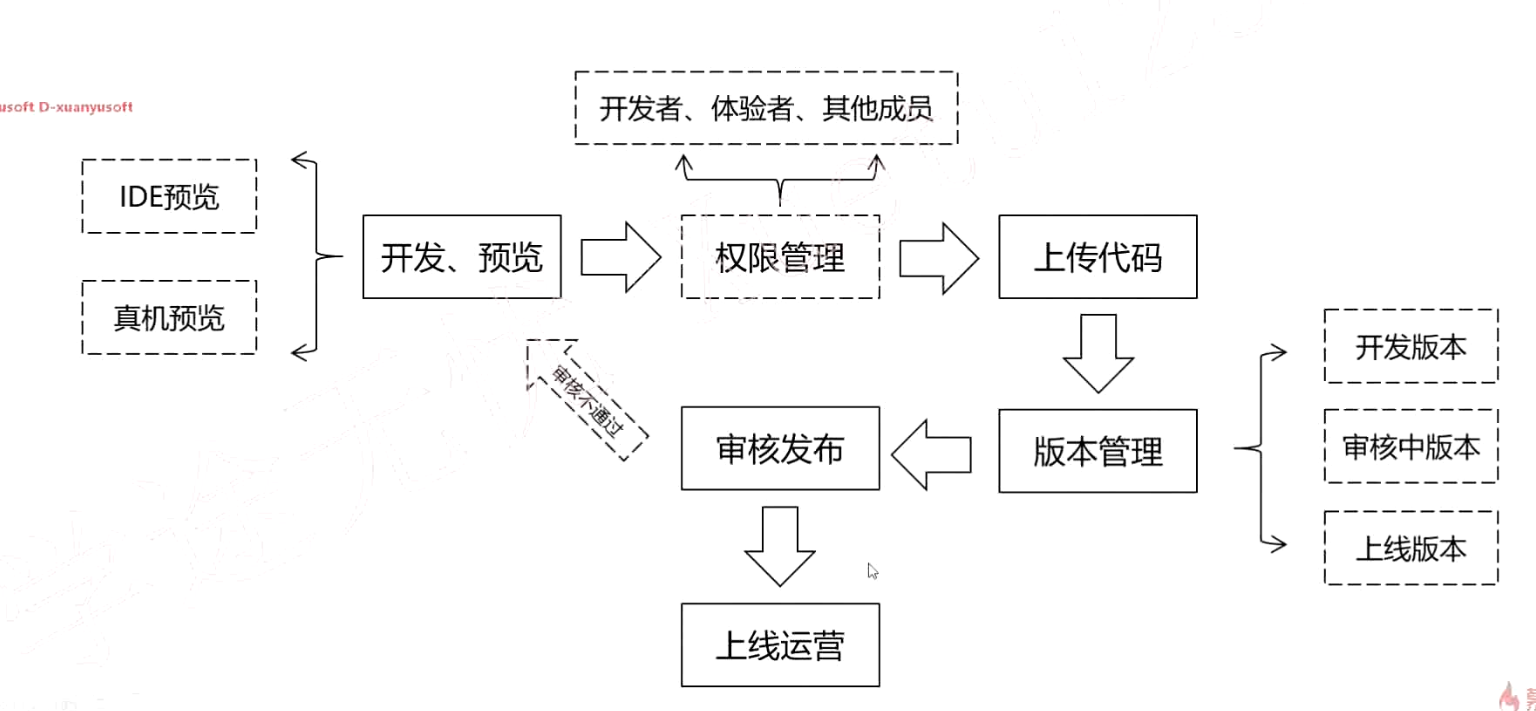 usoft D-xuanyusoft
开发者、体验者、其他成员
IDE预览
真机预览
开发、预览
权限管理
上传代码
审核不通过
审核发布
版本管理
开发版本
审核中版本
上线版本
上线运营